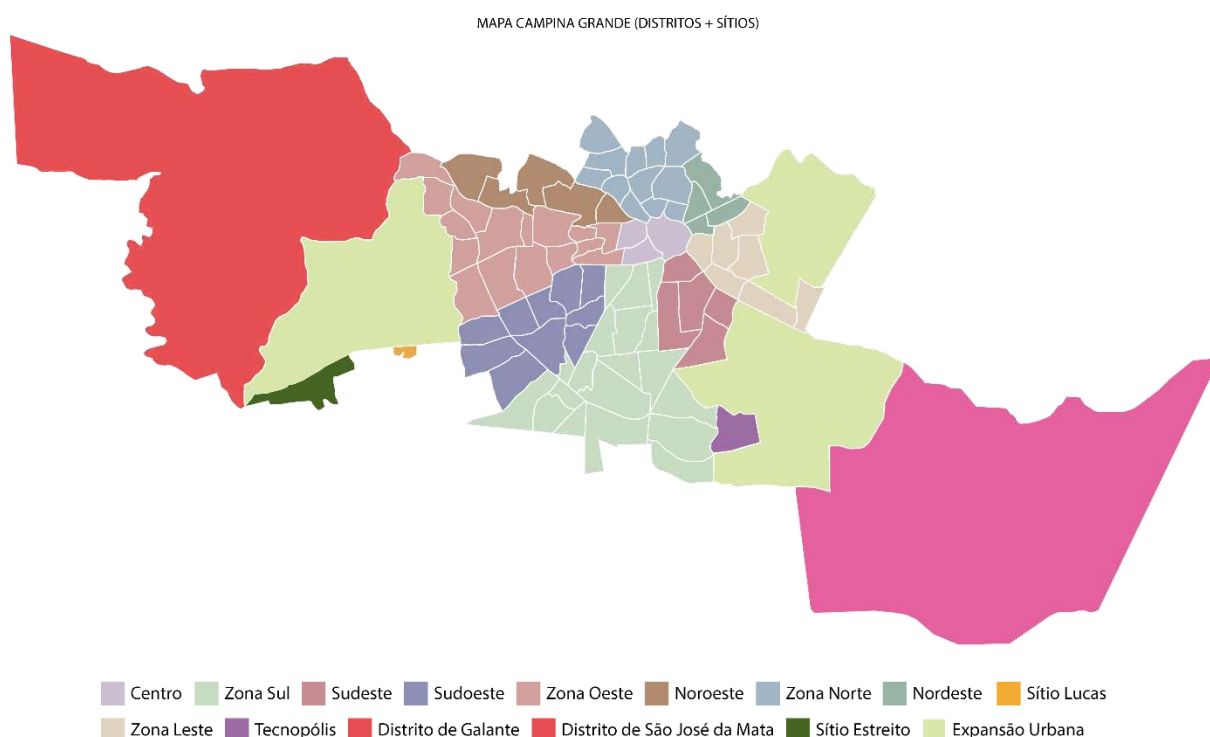 MAPA CAMPINA GRANDE (DISTRITOS + SÍTIOS)
Centro Zona Sul Sudeste Sudoeste Zona Oeste Noroeste Zona Norte Nordeste Sítio Lucas
Zona Leste Tecnopólis Distrito de Galante Distrito de São José da Mata Sítio Estreito Expansão Urbana